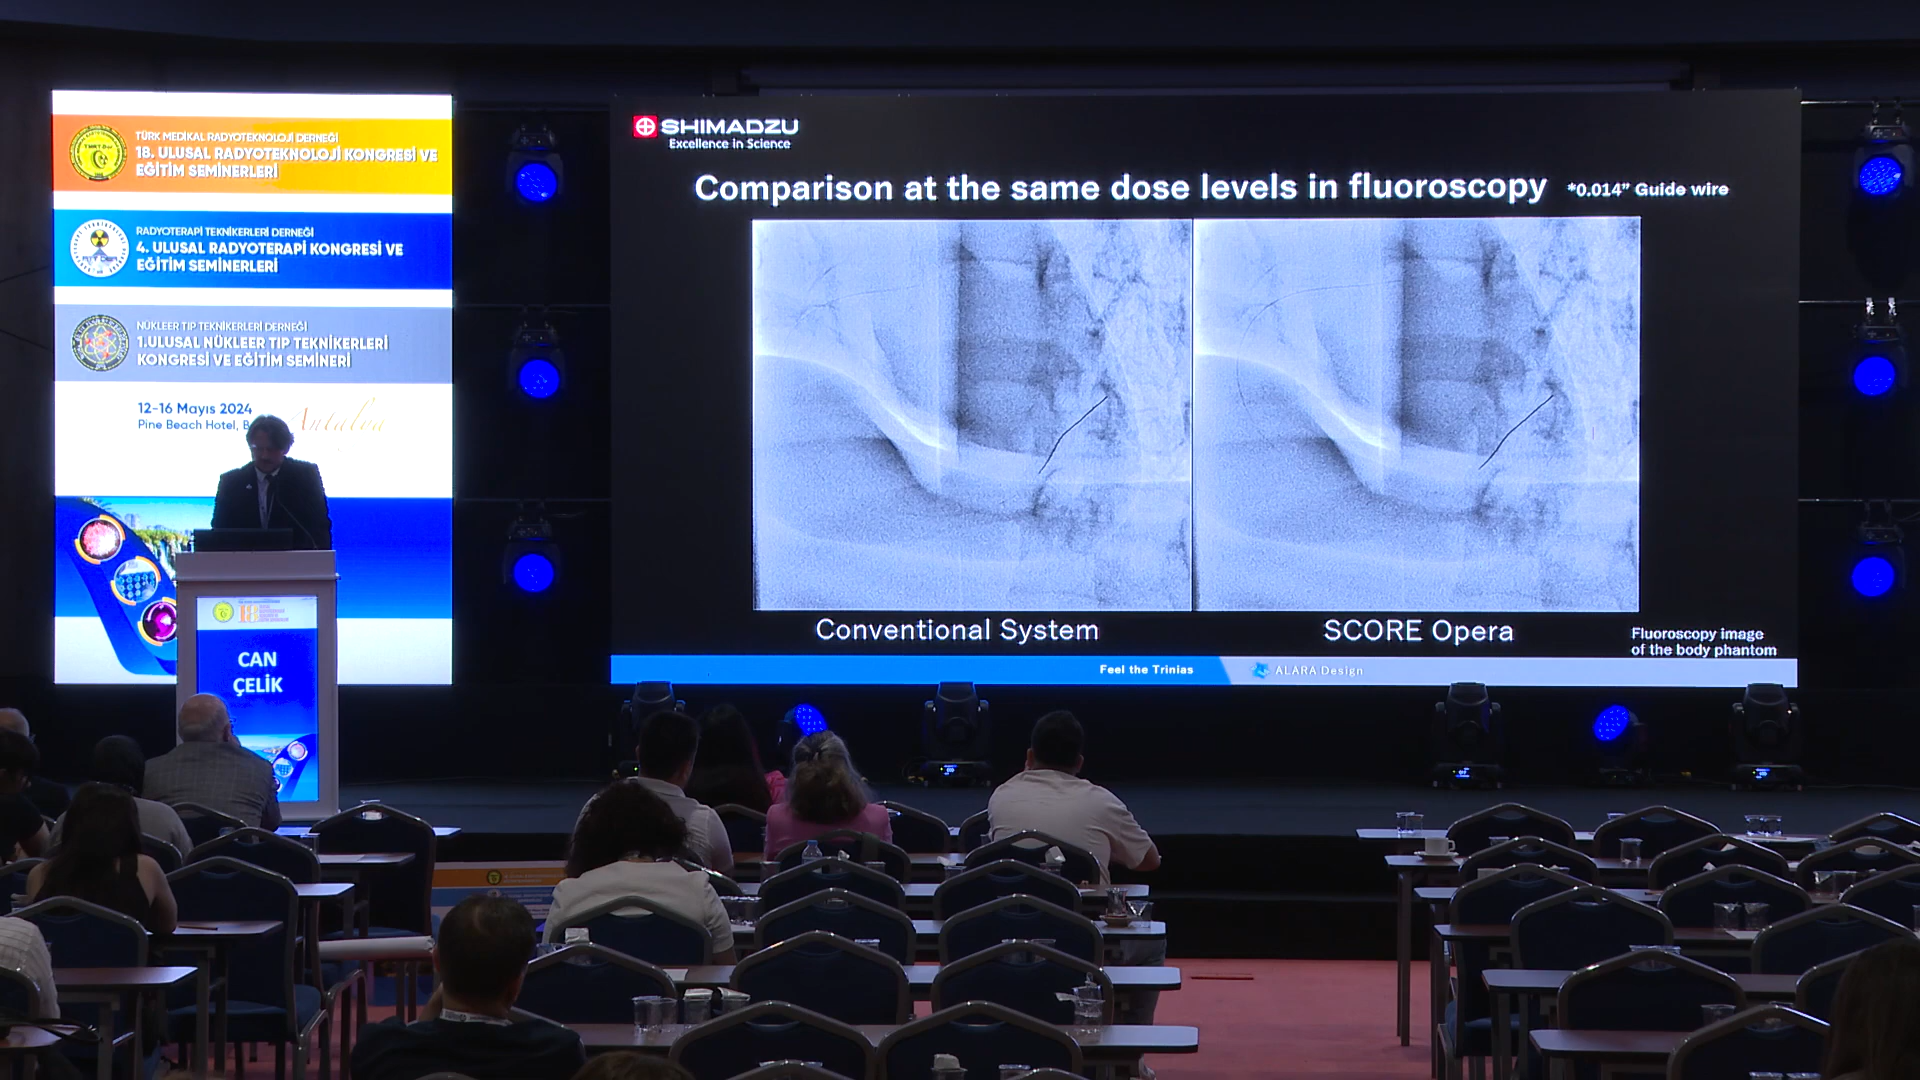 TÜRK MEDİKAL RADYOTEKNOLOJİ DERNEĞİ
18. ULUSAL RADYOTEKNOLOJİ KONGRESİ VE
EĞİTİM SEMİNERLERİ
RADYOTERAPİ TEKNİKERLERİ DERNEĞİ
4. ULUSAL RADYOTERAPİ KONGRESİ VE
EĞİTİM SEMİNERLERİ
NÜKLEER TIP TEKNİKERLERİ DERNEĞİ
1.ULUSAL NÜKLEER TIP TEKNİKERLERİ
KONGRESİ VE EĞİTİM SEMİNERİ
12-16 Mayıs 2024
Pine Beach Hotel, B
Antalya
18
CAN
ÇELİK
SHIMADZU
Excellence in Science
Comparison at the same dose levels in fluoroscopy *0.014” Guide wire
Conventional System
SCORE Opera
Fluoroscopy image
of the body phantom
Feel the Trinias
ALARA Design